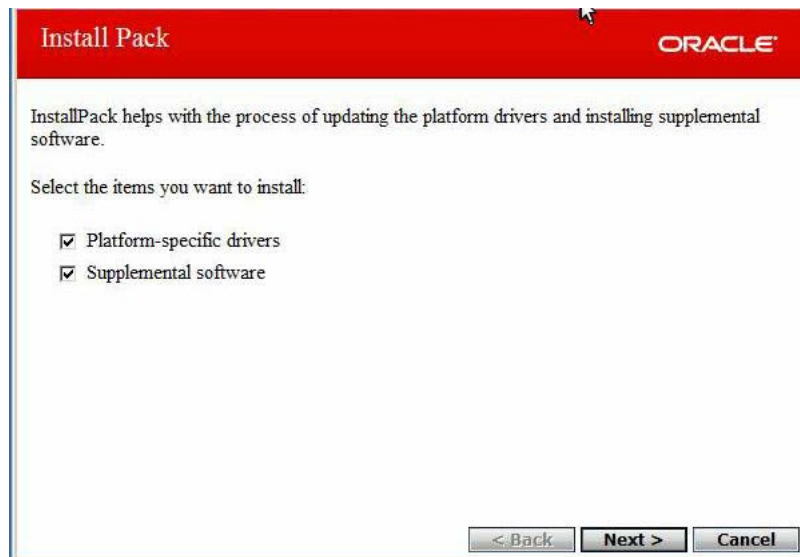 Install Pack
ORACLE
InstallPack helps with the process of updating the platform drivers and installing supplemental
software.
Select the items you want to install:
Platform-specific drivers
Supplemental software
< Back Next > Cancel